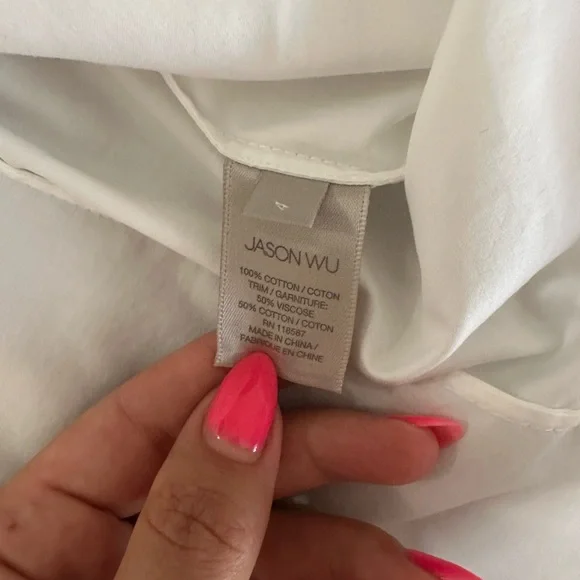 4
JASON WU
100% COTTON / COTON
TRIM / GARNITURE:
50% VISCOSE
50% COTTON / COTON
RN 116587
MADE IN CHINA /
FABRIQUE EN CHINE